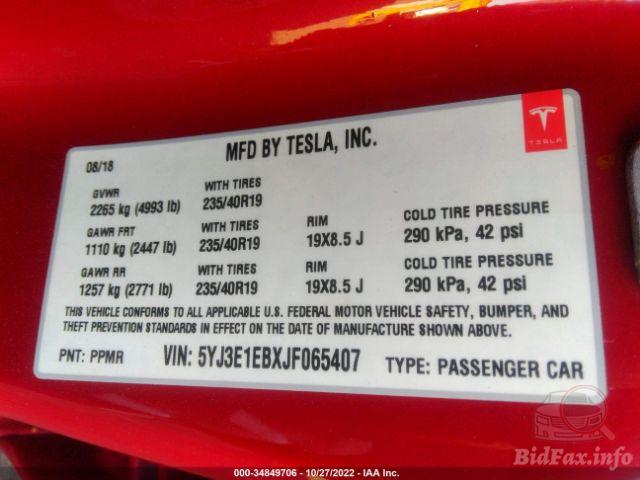 MFD BY TESLA, INC.
TESLA
08/18
GVWR
2265 kg (4993 lb)
WITH TIRES
235/40R19
GAWR FRT
1110 kg (2447 lb)
WITH TIRES
235/40R19
RIM
19X8.5 J
COLD TIRE PRESSURE
290 kPa, 42 psi
GAWR RR
1257 kg (2771 lb)
WITH TIRES
235/40R19
RIM
19X8.5 J
COLD TIRE PRESSURE
290 kPa, 42 psi
THIS VEHICLE CONFORMS TO ALL APPLICABLE U.S. FEDERAL MOTOR VEHICLE SAFETY, BUMPER, AND
THEFT PREVENTION STANDARDS IN EFFECT ON THE DATE OF MANUFACTURE SHOWN ABOVE.
PNT: PPMR
VIN: 5YJ3E1EBXJF065407
TYPE: PASSENGER CAR
BidFax.info
000-34849706 - 10/27/2022 - IAA Inc.